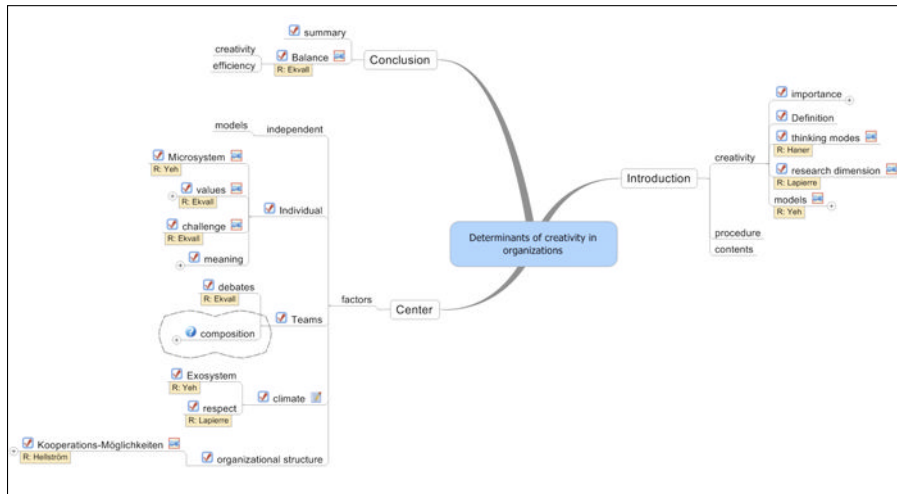 summary
creativity
efficiency
Balance
R: Ekvall
Conclusion
models
independent
Microsystem
R: Yeh
values
R: Ekvall
challenge
R: Ekvall
meaning
Individual
debates
R: Ekvall
composition
Teams
factors
Center
Exosystem
R: Yeh
respect
R: Lapierre
climate
Kooperations-Möglichkeiten
R: Hellström
organizational structure
Determinants of creativity in
organizations
Introduction
creativity
importance
Definition
thinking modes
R: Haner
research dimension
R: Lapierre
models
R: Yeh
procedure
contents